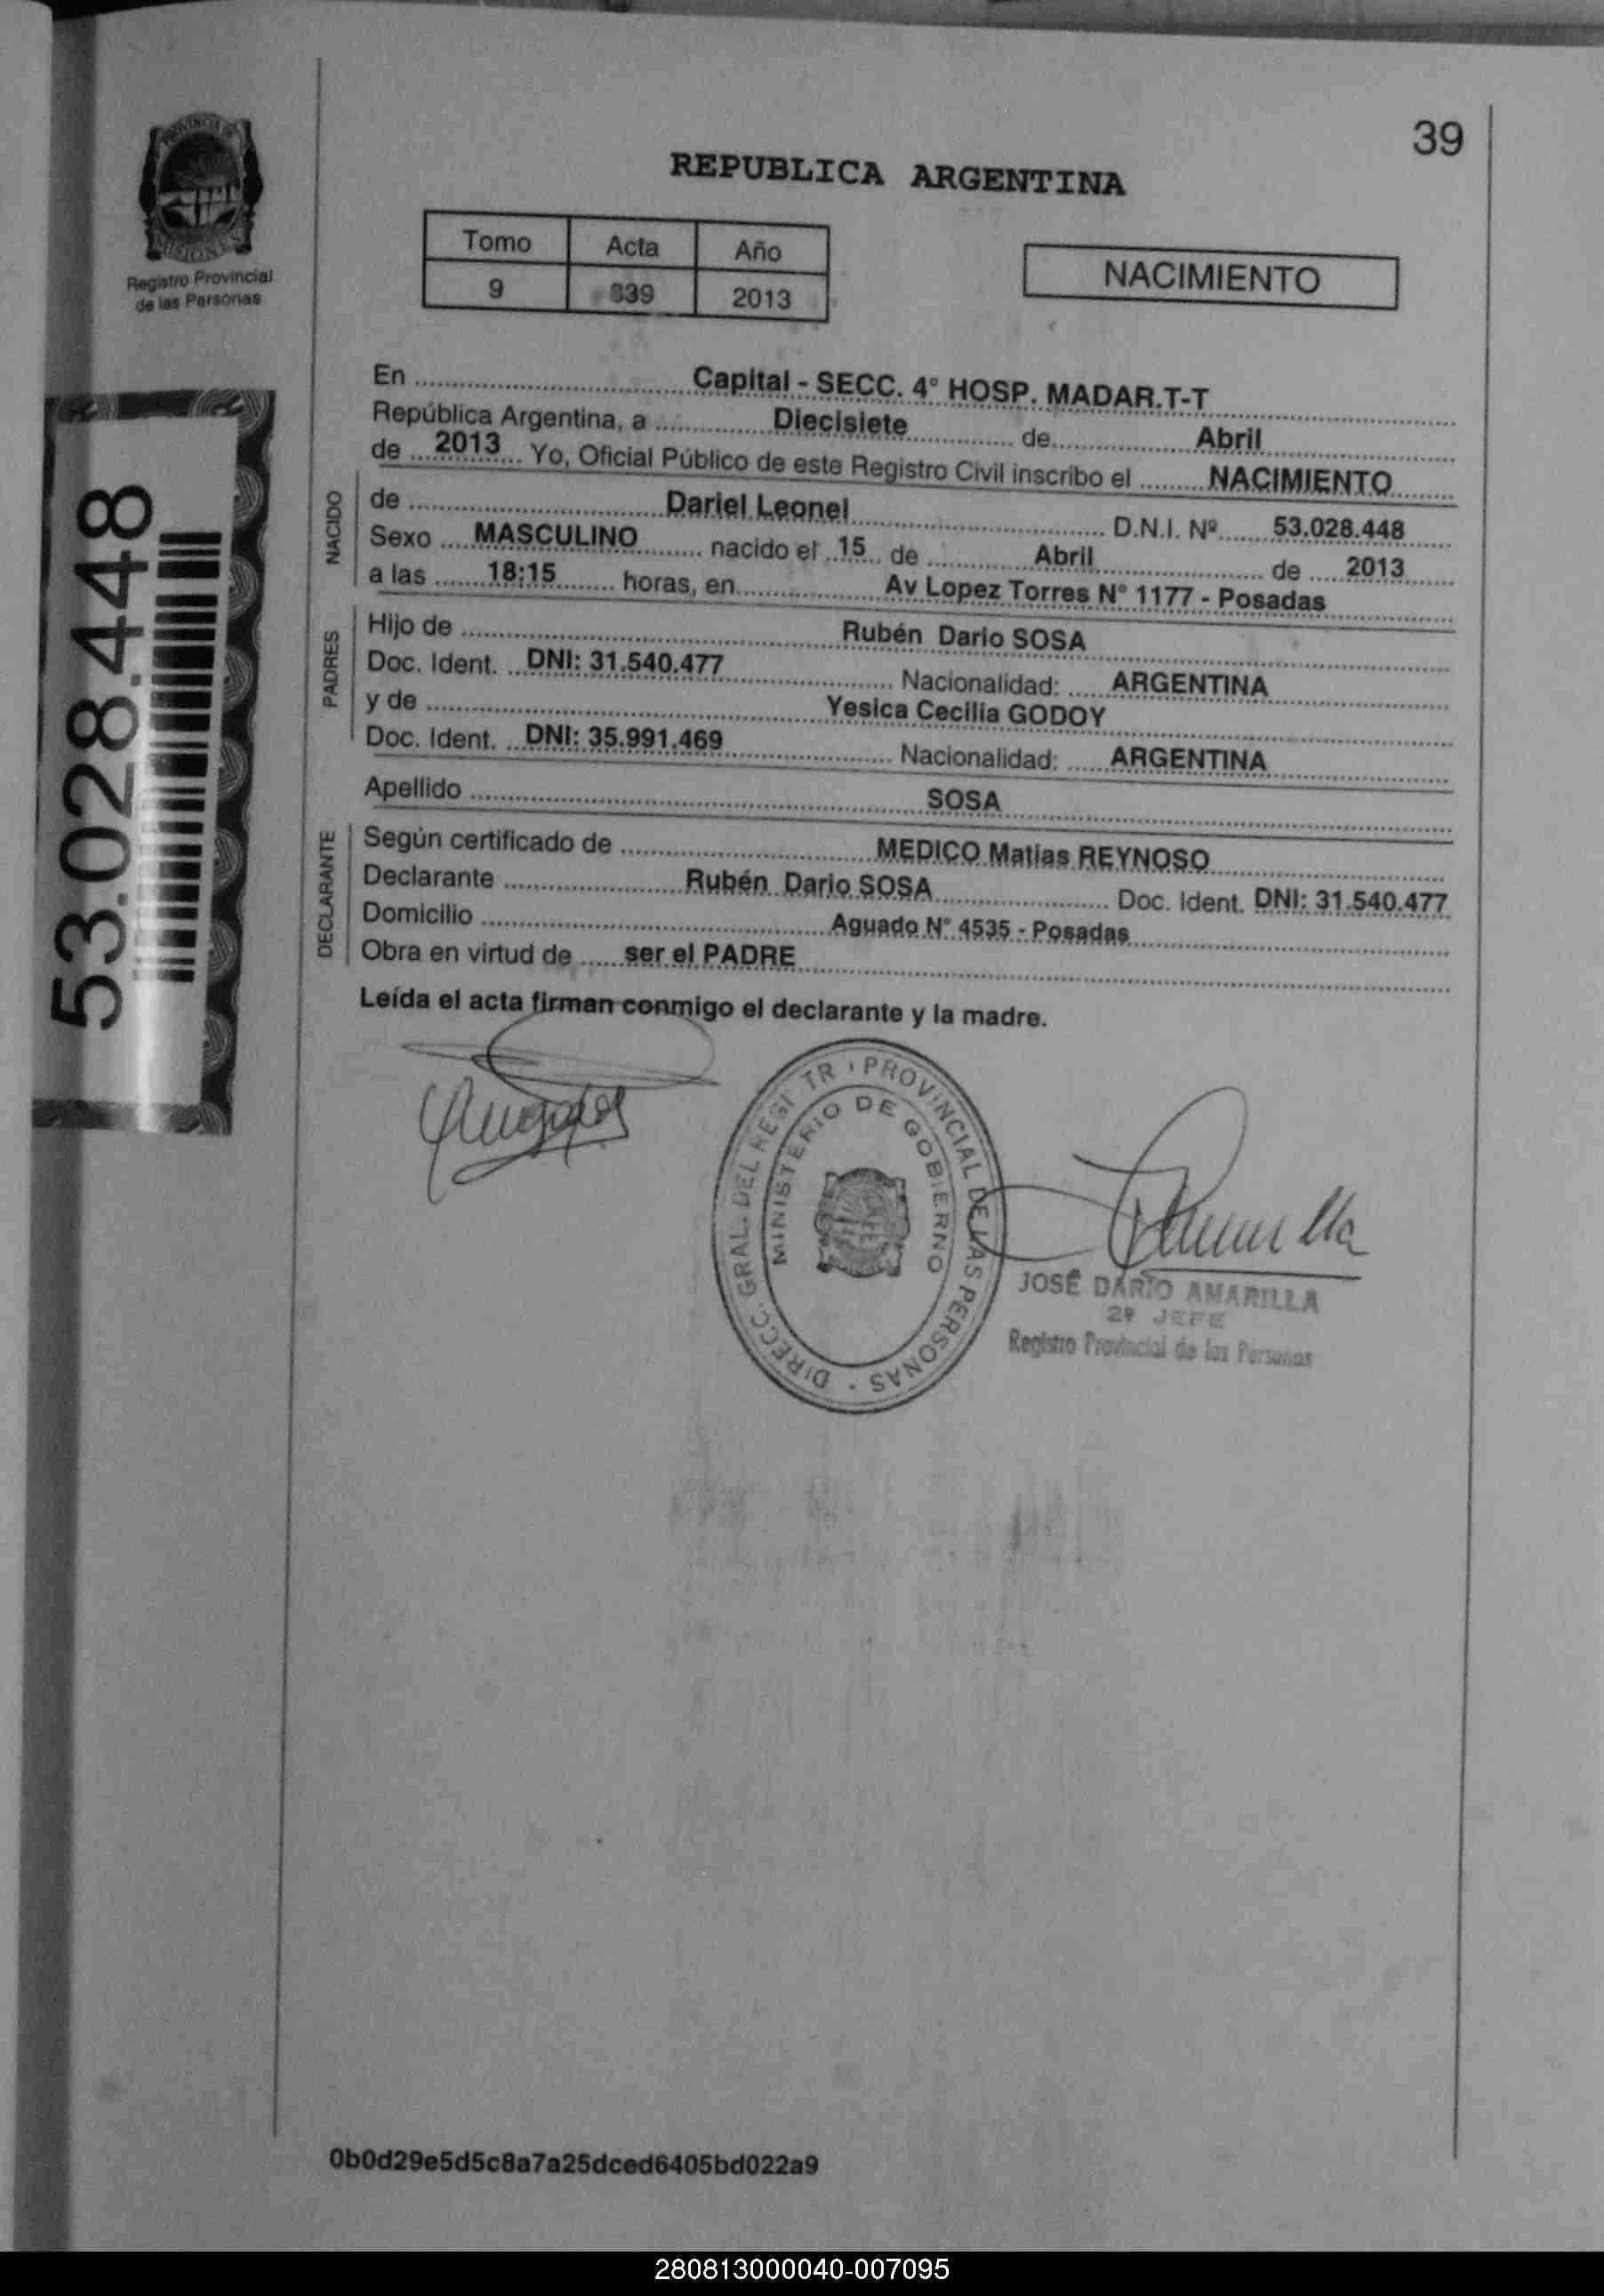 39
REPUBLICA ARGENTINA
PROVINCIA DE
MISIONES
Registro Provincial
de las Personas
Tomo Acta Año
9 839 2013
NACIMIENTO
53.028.448
En Capital - SECC. 4° HOSP. MADAR.T-T
República Argentina, a Diecisiete de Abril
de 2013 Yo, Oficial Público de este Registro Civil inscribo el NACIMIENTO
NACIDO
de Dariel Leonel D.N.I. Nº 53.028.448
Sexo MASCULINO nacido el 15 de Abril de 2013
a las 18:15 horas, en Av Lopez Torres N° 1177 - Posadas
PADRES
Hijo de Rubén Dario SOSA
Doc. Ident. DNI: 31.540.477 Nacionalidad: ARGENTINA
y de Yesica Cecilia GODOY
Doc. Ident. DNI: 35.991.469 Nacionalidad: ARGENTINA
Apellido SOSA
DECLARANTE
Según certificado de MEDICO Matias REYNOSO
Declarante Rubén Dario SOSA Doc. Ident. DNI: 31.540.477
Domicilio Aguado N° 4535 - Posadas
Obra en virtud de ser el PADRE
Leída el acta firman conmigo el declarante y la madre.
DIRECC. GRAL. DEL REGI TR PROVINCIAL DE LAS PERSONAS -
MINISTERIO DE GOBIERNO
JOSÉ DARIO AMARILLA
2º JEFE
Registro Provincial de las Personas
0b0d29e5d5c8a7a25dced6405bd022a9
280813000040-007095